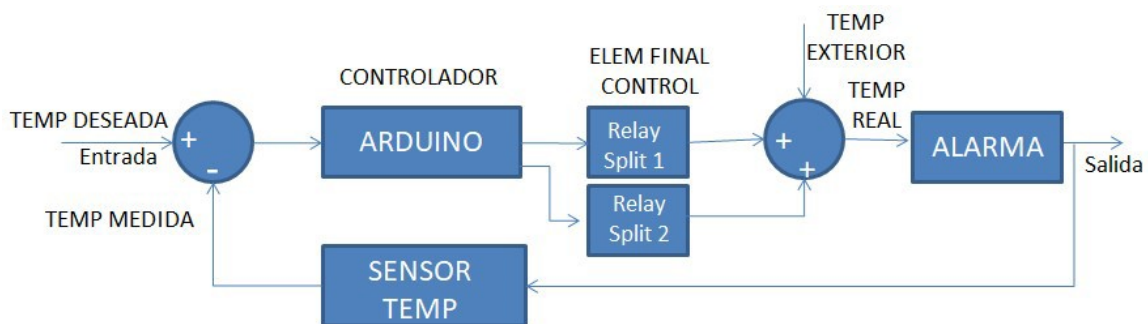 TEMP
EXTERIOR
ELEM FINAL
CONTROL
CONTROLADOR
TEMP
REAL
TEMP DESEADA
Entrada
+
-
ARDUINO
Relay
Split 1
+
+
ALARMA
Salida
Relay
Split 2
TEMP MEDIDA
SENSOR
TEMP